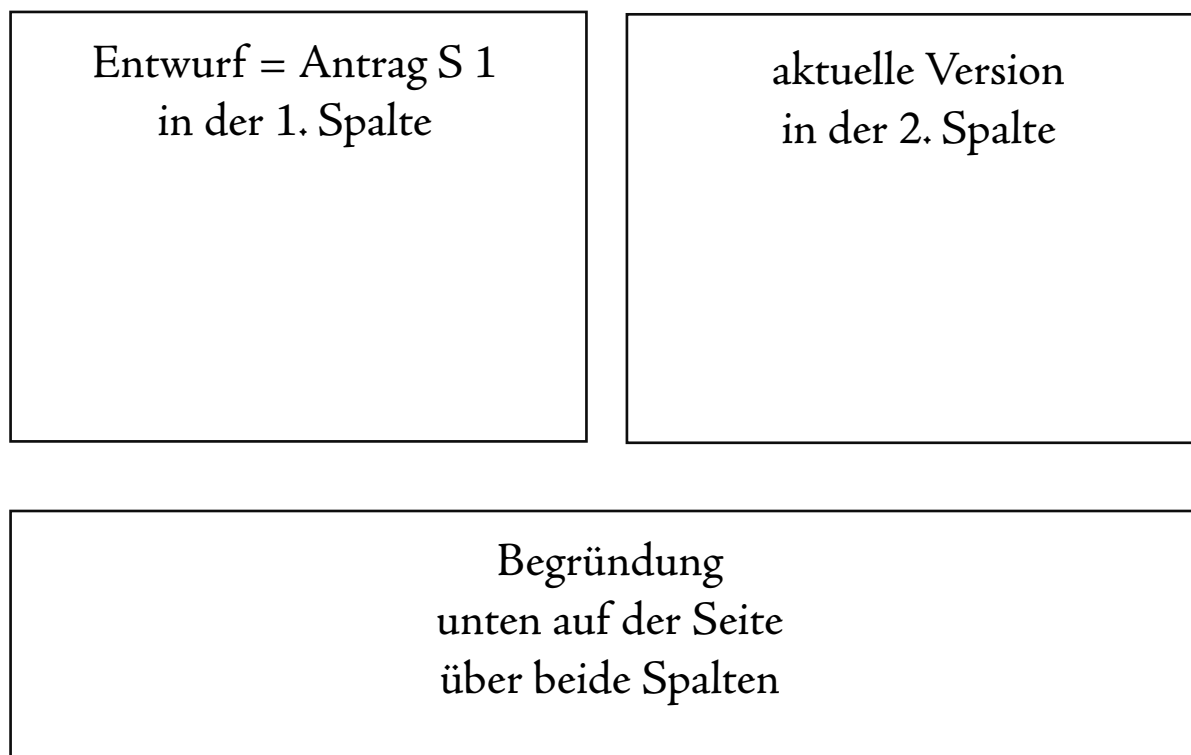 Entwurf = Antrag S 1
in der 1. Spalte
aktuelle Version
in der 2. Spalte
Begründung
unten auf der Seite
über beide Spalten